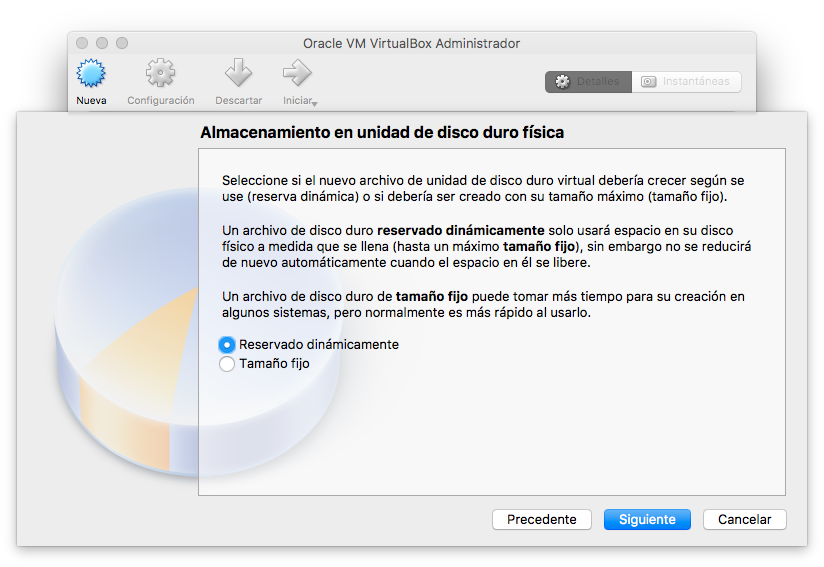 Oracle VM VirtualBox Administrador
Nueva
Configuración
Descartar
Iniciar
Detalles
Instantáneas
Almacenamiento en unidad de disco duro física
Seleccione si el nuevo archivo de unidad de disco duro virtual debería crecer según se
use (reserva dinámica) o si debería ser creado con su tamaño máximo (tamaño fijo).
Un archivo de disco duro reservado dinámicamente solo usará espacio en su disco
físico a medida que se llena (hasta un máximo tamaño fijo), sin embargo no se reducirá
de nuevo automáticamente cuando el espacio en él se libere.
Un archivo de disco duro de tamaño fijo puede tomar más tiempo para su creación en
algunos sistemas, pero normalmente es más rápido al usarlo.
Reservado dinámicamente
Tamaño fijo
Precedente
Siguiente
Cancelar